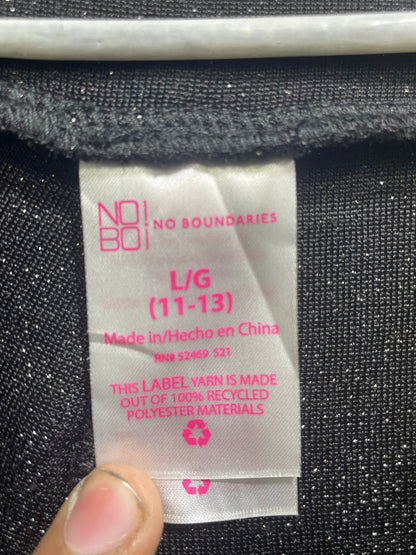 NO!
BO¡
NO BOUNDARIES
L/G
(11-13)
Made in/Hecho en China
RN# 52469 S21
THIS LABEL YARN IS MADE
OUT OF 100% RECYCLED
POLYESTER MATERIALS